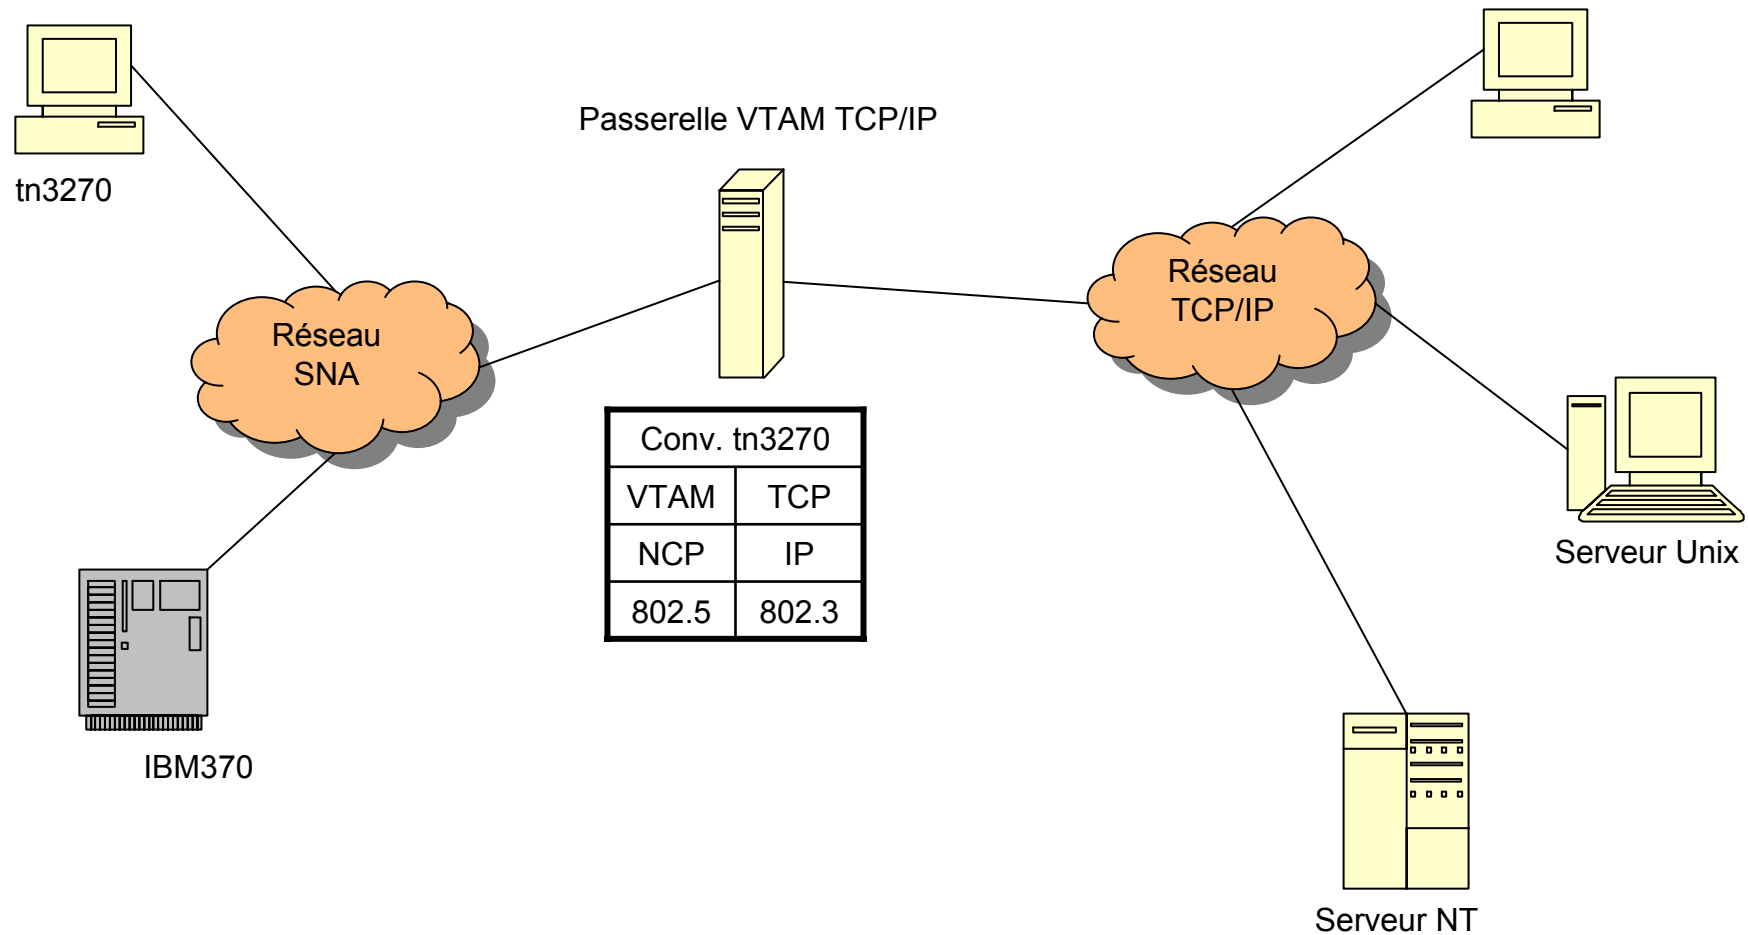 Passerelle VTAM TCP/IP
tn3270
Réseau
SNA
Réseau
TCP/IP
Conv. tn3270
VTAM TCP
NCP IP
802.5 802.3
Serveur Unix
IBM370
Serveur NT